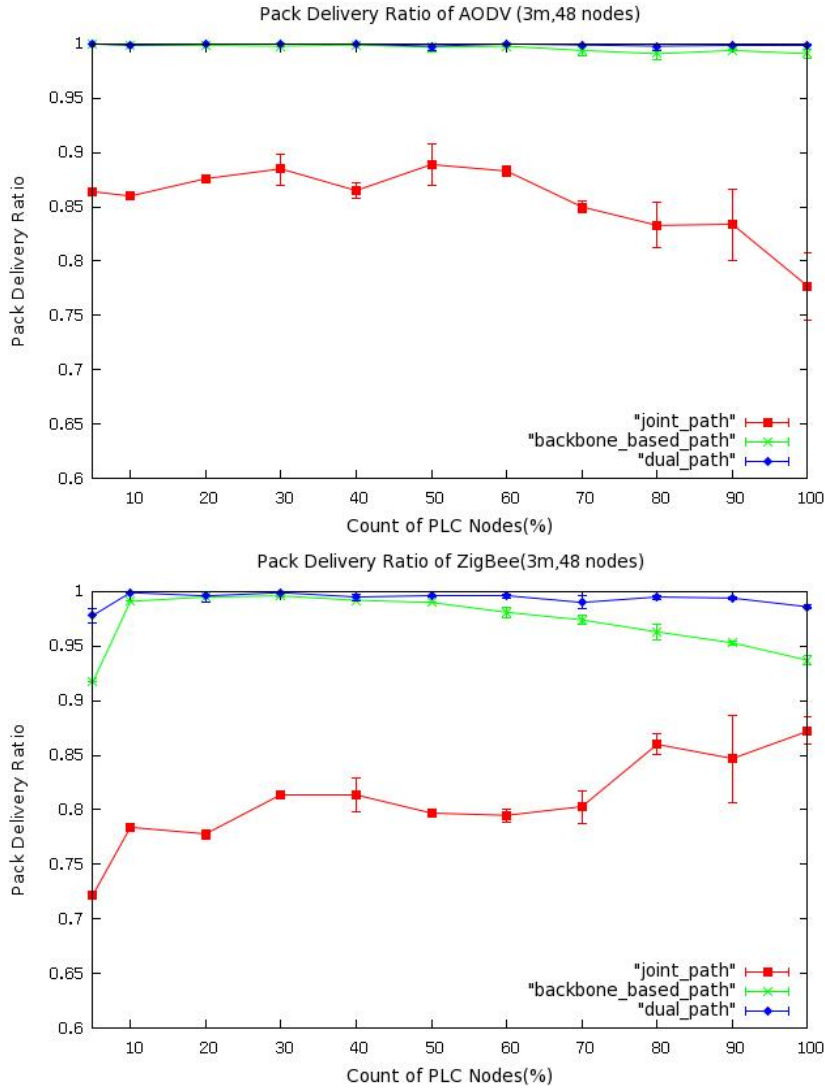 Pack Delivery Ratio of AODV (3m,48 nodes)
1
0.95
0.9
0.85
0.8
0.75
0.7
0.65
0.6
Pack Delivery Ratio
"joint_path"
"backbone_based_path"
"dual_path"
10 20 30 40 50 60 70 80 90 100
Count of PLC Nodes(%)
Pack Delivery Ratio of ZigBee(3m,48 nodes)
1
0.95
0.9
0.85
0.8
0.75
0.7
0.65
0.6
Pack Delivery Ratio
"joint_path"
"backbone_based_path"
"dual_path"
10 20 30 40 50 60 70 80 90 100
Count of PLC Nodes(%)